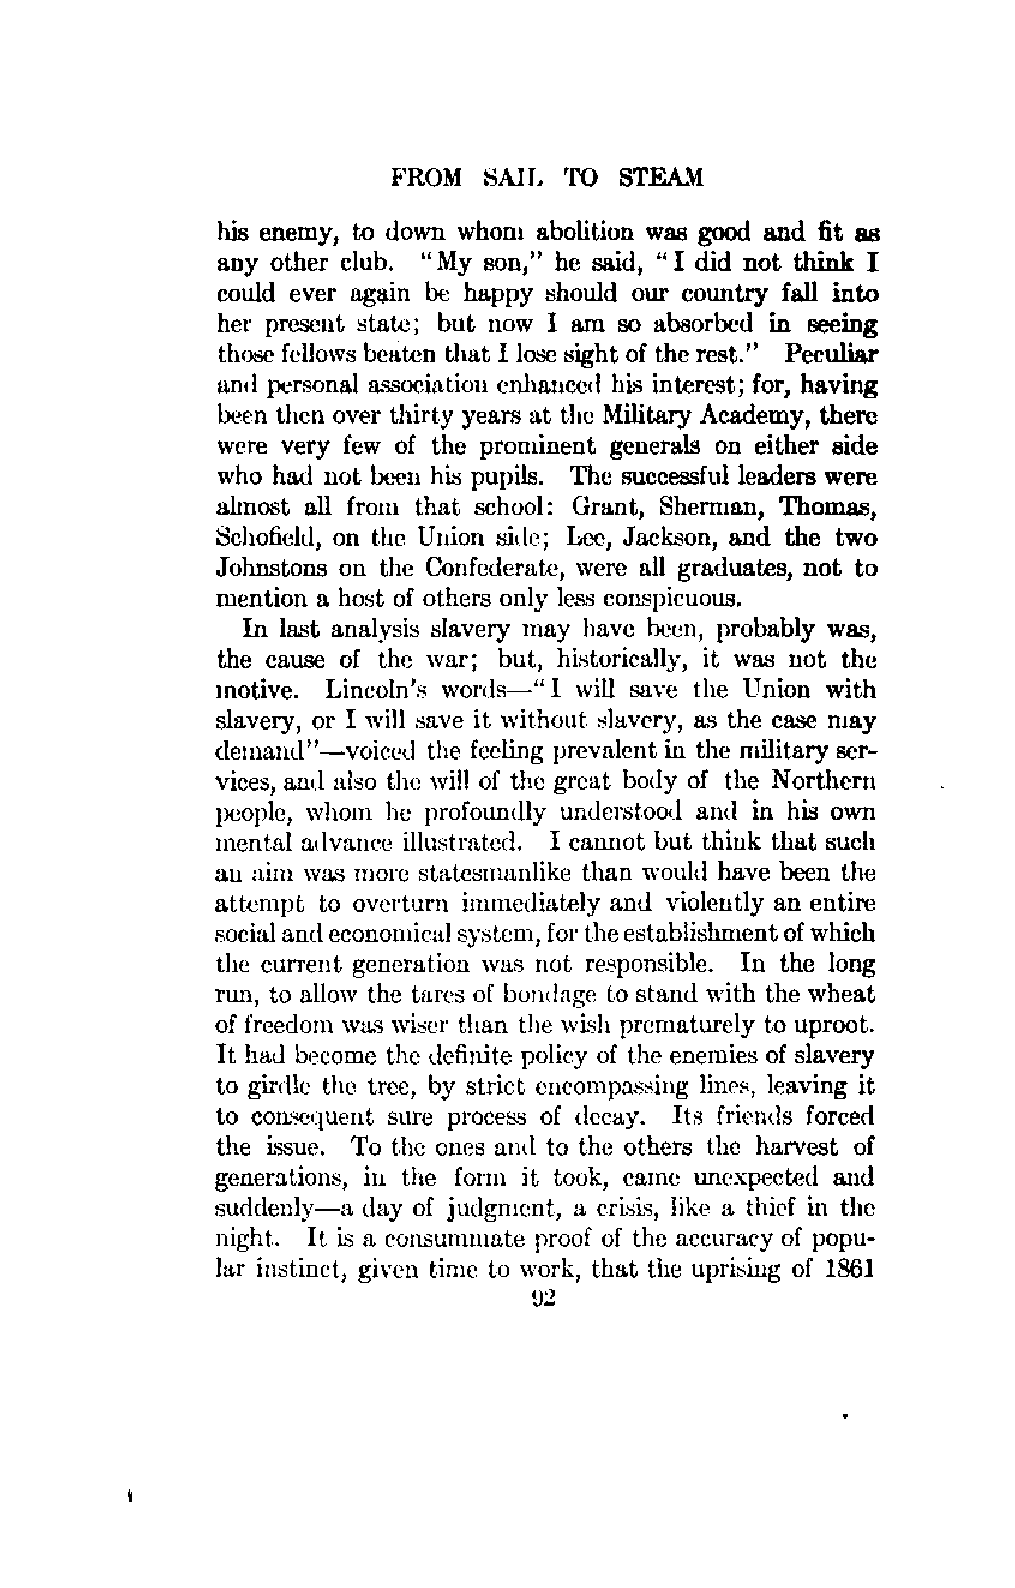 FROM SAIL TO STEAM
his enemy, to down whom abolition was good and fit as
any other club. "My son," he said, "I did not think I
could ever again be happy should our country fall into
her present state; but now I am so absorbed in seeing
those fellows beaten that I lose sight of the rest." Peculiar
and personal association enhanced his interest; for, having
been then over thirty years at the Military Academy, there
were very few of the prominent generals on either side
who had not been his pupils. The successful leaders were
almost all from that school: Grant, Sherman, Thomas,
Schofield, on the Union side; Lee, Jackson, and the two
Johnstons on the Confederate, were all graduates, not to
mention a host of others only less conspicuous.
In last analysis slavery may have been, probably was,
the cause of the war; but, historically, it was not the
motive. Lincoln's words—"I will save the Union with
slavery, or I will save it without slavery, as the case may
demand"—voiced the feeling prevalent in the military ser-
vices, and also the will of the great body of the Northern
people, whom he profoundly understood and in his own
mental advance illustrated. I cannot but think that such
an aim was more statesmanlike than would have been the
attempt to overturn immediately and violently an entire
social and economical system, for the establishment of which
the current generation was not responsible. In the long
run, to allow the tares of bondage to stand with the wheat
of freedom was wiser than the wish prematurely to uproot.
It had become the definite policy of the enemies of slavery
to girdle the tree, by strict encompassing lines, leaving it
to consequent sure process of decay. Its friends forced
the issue. To the ones and to the others the harvest of
generations, in the form it took, came unexpected and
suddenly—a day of judgment, a crisis, like a thief in the
night. It is a consummate proof of the accuracy of popu-
lar instinct, given time to work, that the uprising of 1861
92